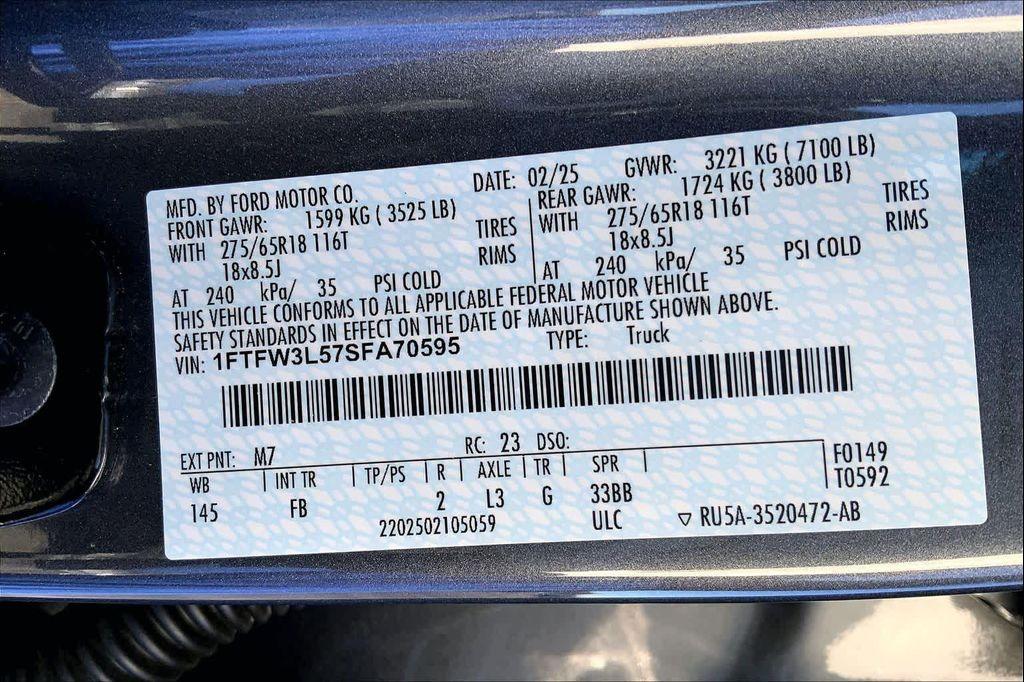 MFD. BY FORD MOTOR CO. DATE: 02/25 GVWR: 3221 KG ( 7100 LB)
FRONT GAWR: 1599 KG ( 3525 LB) REAR GAWR: 1724 KG ( 3800 LB)
WITH 275/65R18 116T TIRES WITH 275/65R18 116T TIRES
18x8.5J RIMS 18x8.5J RIMS
AT 240 kPa/ 35 PSI COLD AT 240 kPa/ 35 PSI COLD
THIS VEHICLE CONFORMS TO ALL APPLICABLE FEDERAL MOTOR VEHICLE
SAFETY STANDARDS IN EFFECT ON THE DATE OF MANUFACTURE SHOWN ABOVE.
VIN: 1FTFW3L57SFA70595 TYPE: Truck
EXT PNT: M7 RC: 23 DSO: F0149
WB INT TR TP/PS R AXLE TR SPR T0592
145 FB 2 L3 G 33BB
2202502105059 ULC RU5A-3520472-AB